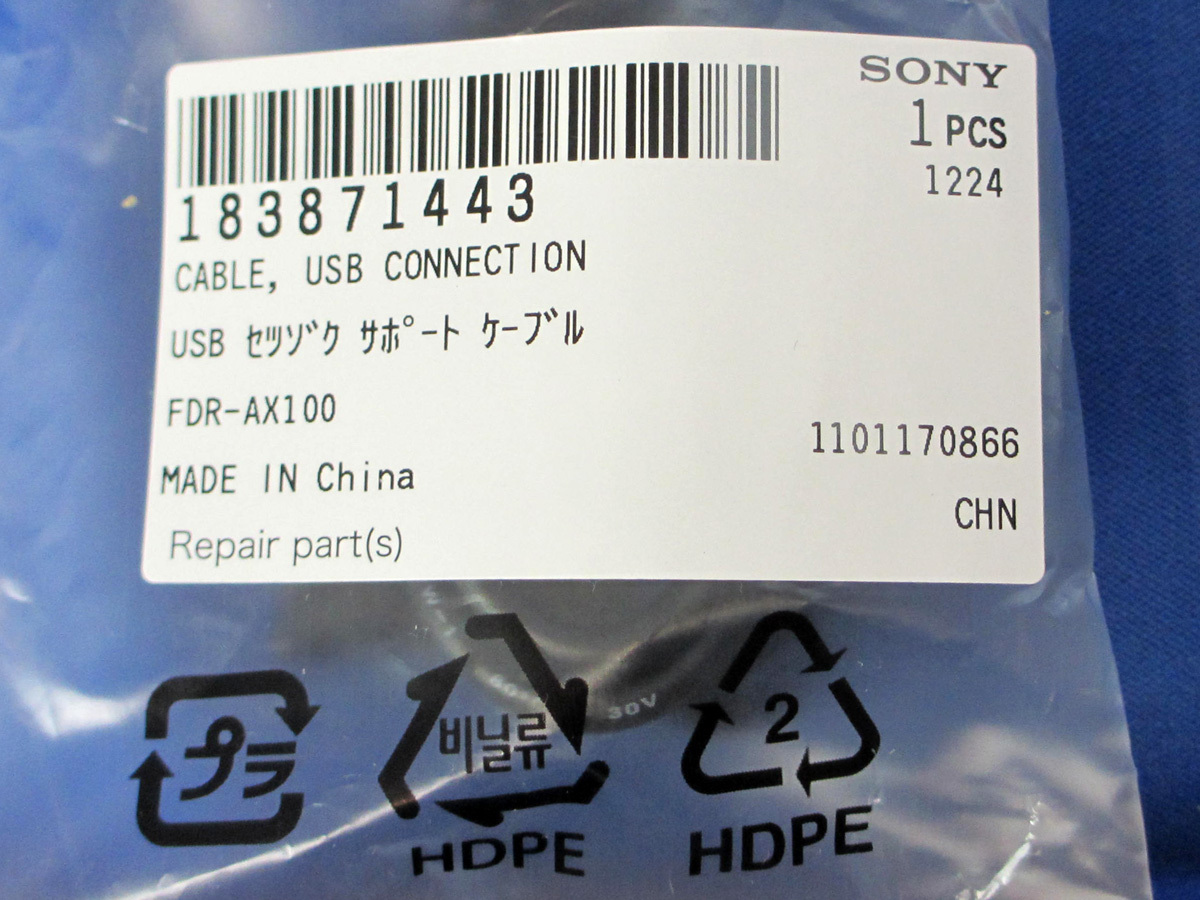 SONY
1 PCS
1224
183871443
CABLE, USB CONNECTION
USB セツゾク サポート ケーブル
FDR-AX100
1101170866
MADE IN China
CHN
Repair part(s)
30V
プラ
비닐류
HDPE
2
HDPE